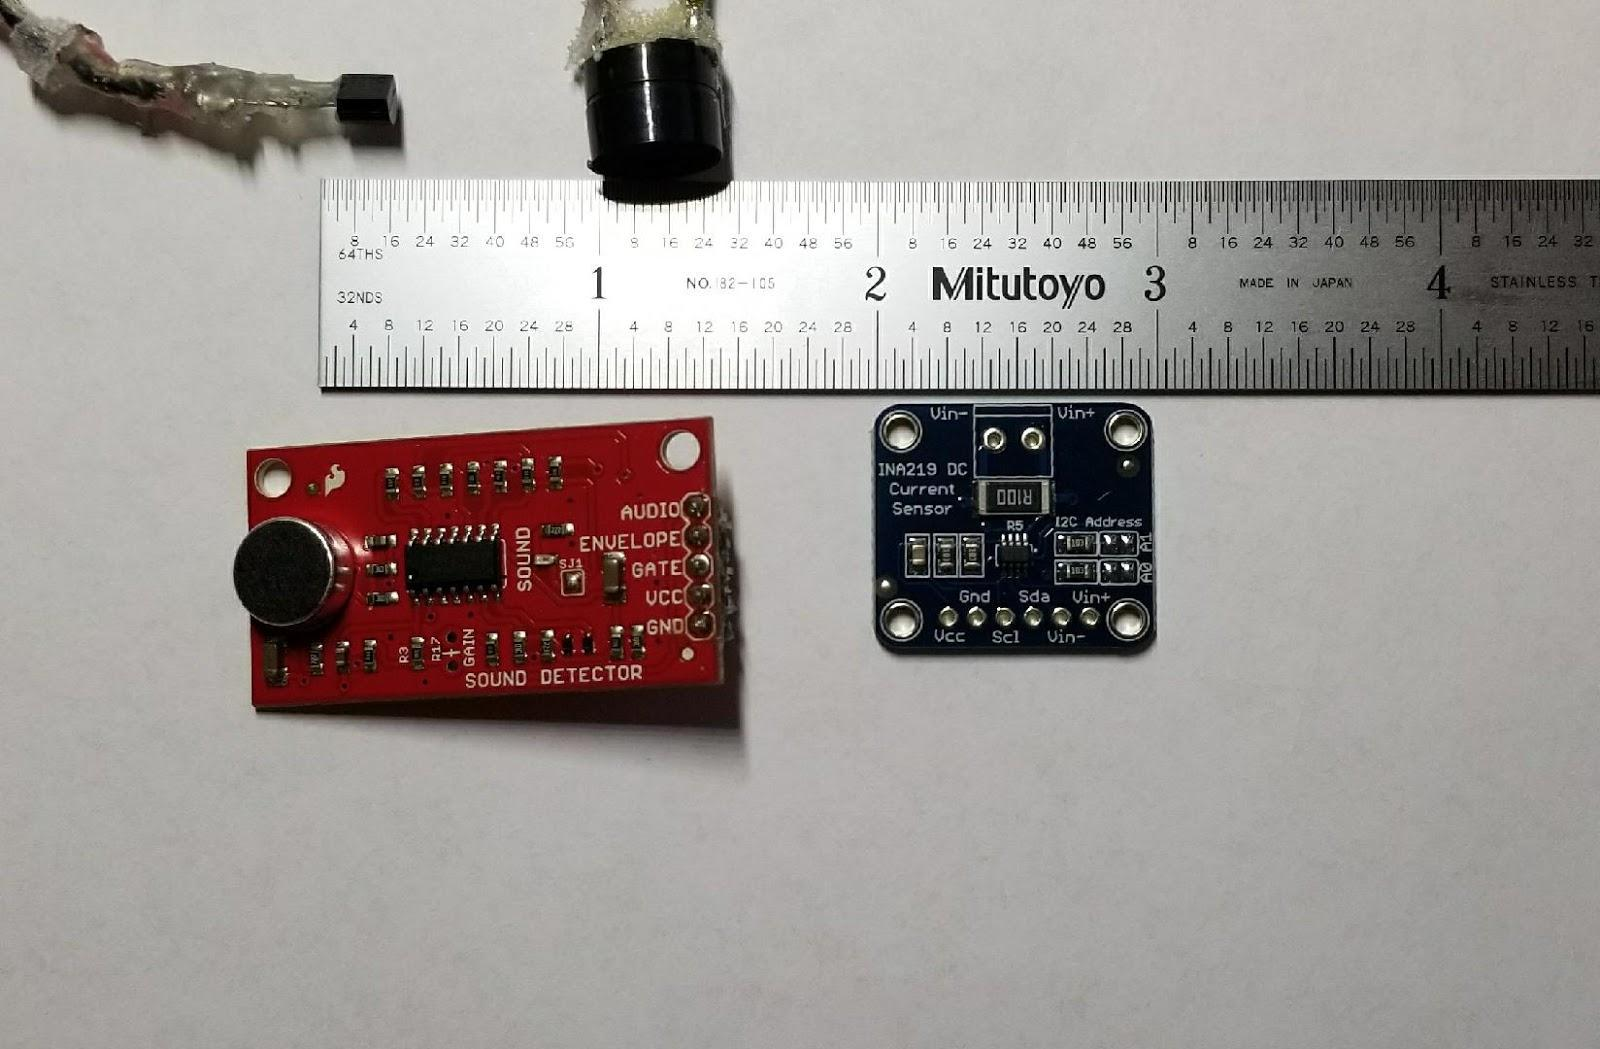 8 16 24 32 40 48 56 8 16 24 32 40 48 56 8 16 24 32 40 48 56 8 16 24 32 40 48 56 8 16 24 32
64THS
1 NO.182-105 2 Mitutoyo 3 MADE IN JAPAN 4 STAINLESS
32NDS
4 8 12 16 20 24 28 4 8 12 16 20 24 28 4 8 12 16 20 24 28 4 8 12 16 20 24 28 4 8 12 16
AUDIO
ENVELOPE
GATE
VCC
GND
SOUND
SJ1
R3
R17
GAIN
SOUND DETECTOR
Vin- Vin+
INA219 DC
Current
Sensor
R100
R5
I2C Address
A1
A0
103
103
Gnd Sda Vin+
Vcc Scl Vin-